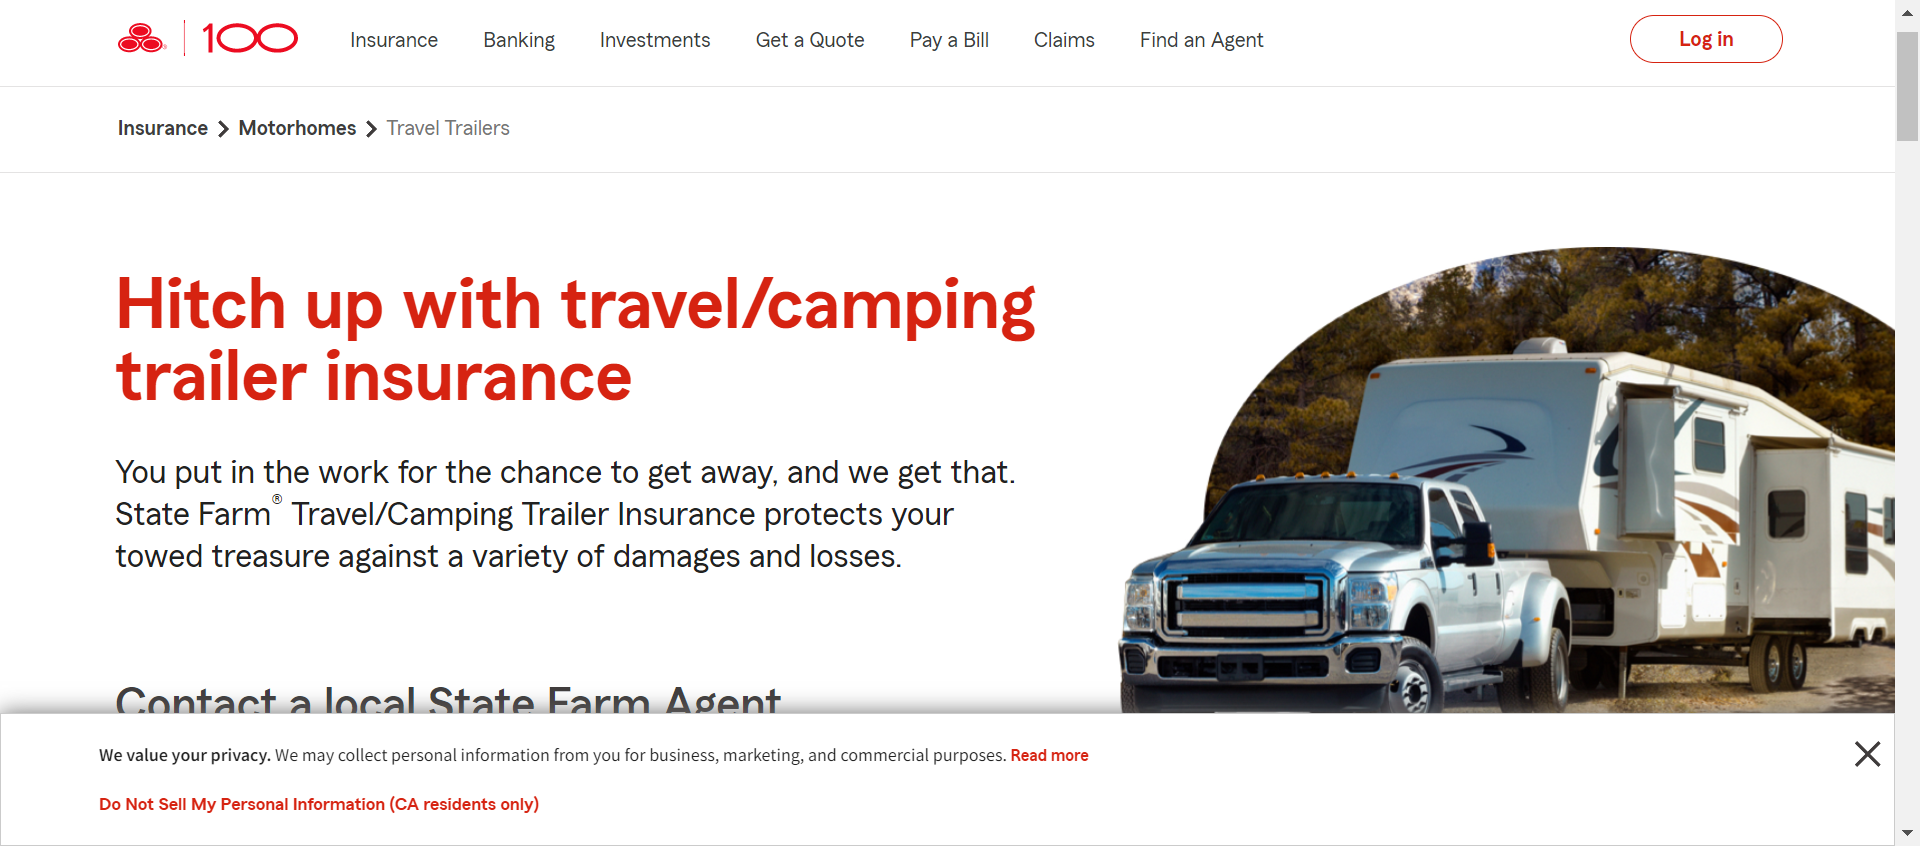 100 Insurance Banking Investments Get a Quote Pay a Bill Claims Find an Agent Log in
Insurance Motorhomes Travel Trailers
Hitch up with travel/camping
trailer insurance
You put in the work for the chance to get away, and we get that.
State Farm® Travel/Camping Trailer Insurance protects your
towed treasure against a variety of damages and losses.
Contact a local State Farm Agent
We value your privacy. We may collect personal information from you for business, marketing, and commercial purposes. Read more
Do Not Sell My Personal Information (CA residents only)